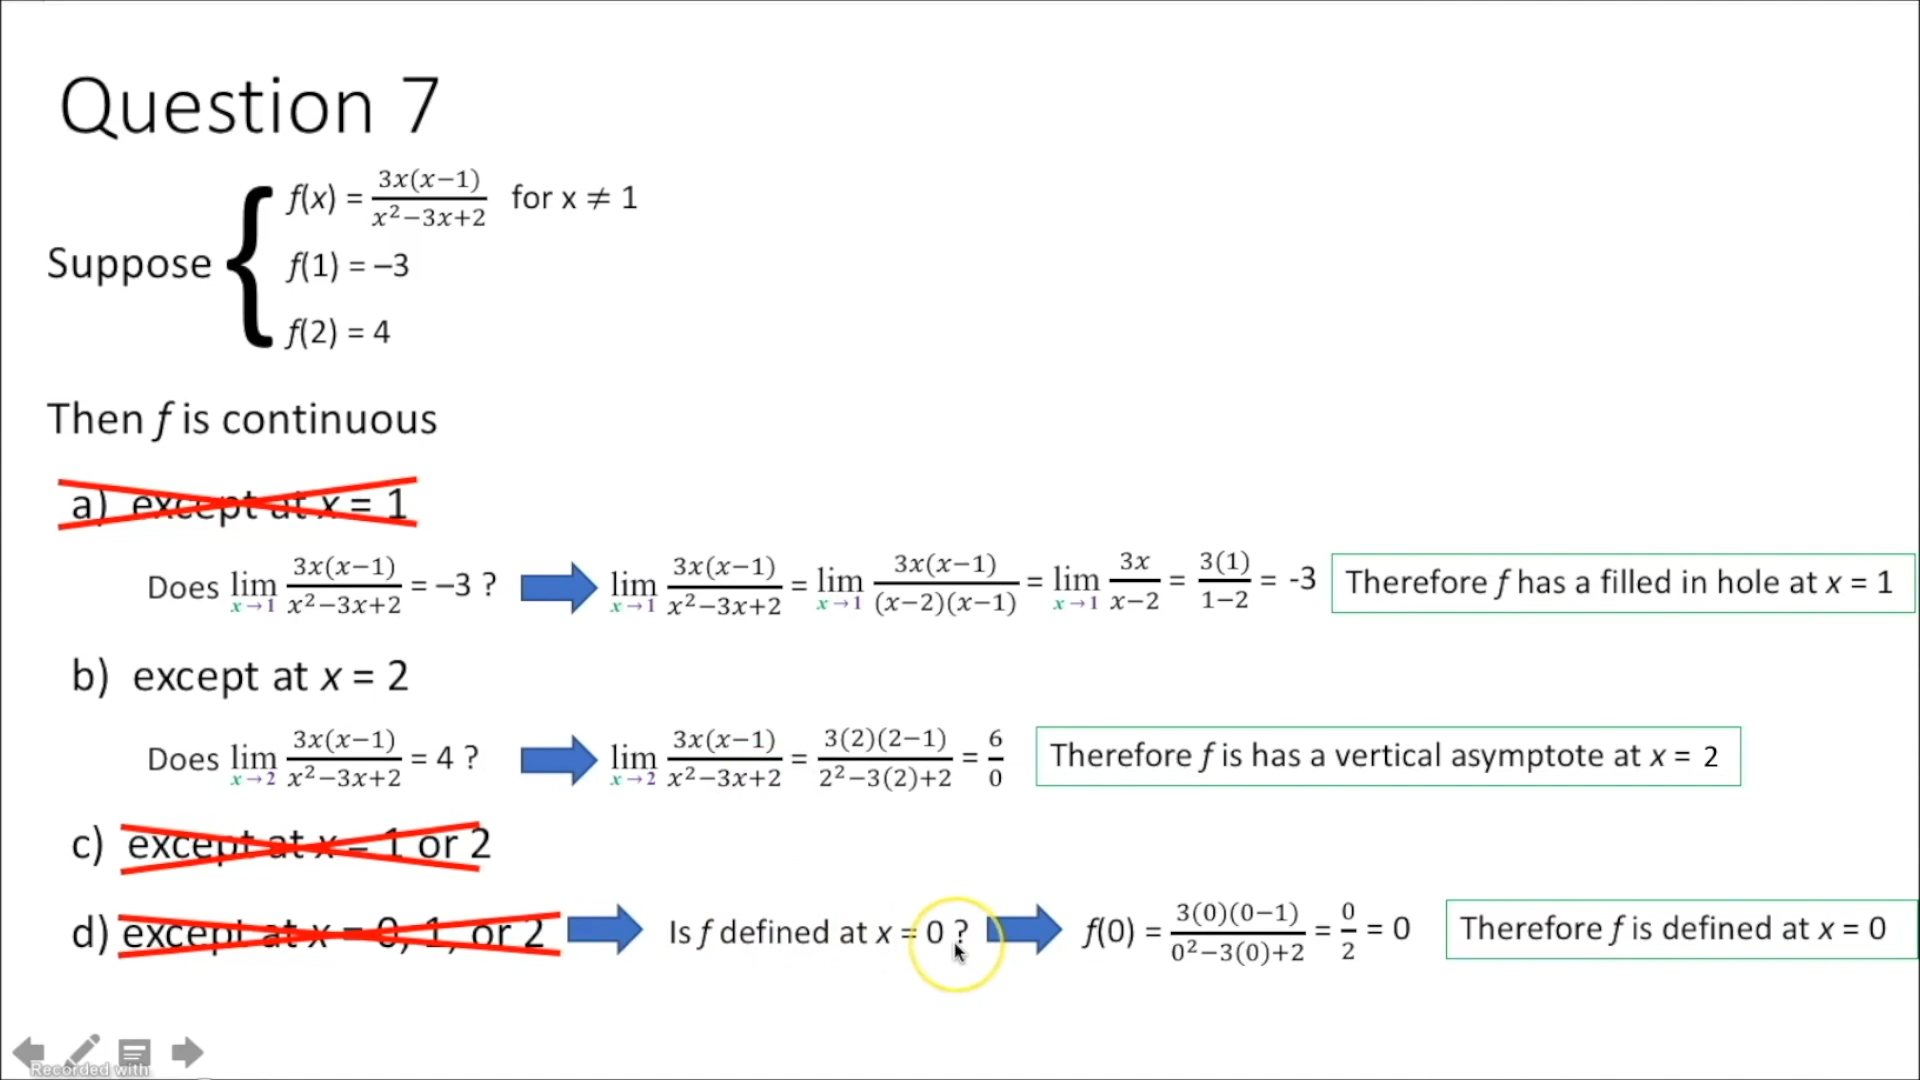 Question 7
Suppose { f(x) = 3x(x−1)/(x²−3x+2) for x ≠ 1
f(1) = –3
f(2) = 4
Then f is continuous
a) except at x = 1
Does lim x→1 3x(x−1)/(x²−3x+2) = –3 ? lim x→1 3x(x−1)/(x²−3x+2) = lim x→1 3x(x−1)/((x−2)(x−1)) = lim x→1 3x/(x−2) = 3(1)/(1−2) = -3 Therefore f has a filled in hole at x = 1
b) except at x = 2
Does lim x→2 3x(x−1)/(x²−3x+2) = 4 ? lim x→2 3x(x−1)/(x²−3x+2) = 3(2)(2−1)/(2²−3(2)+2) = 6/0 Therefore f is has a vertical asymptote at x = 2
c) except at x = 1 or 2
d) except at x = 0, 1, or 2 Is f defined at x = 0 ? f(0) = 3(0)(0−1)/(0²−3(0)+2) = 0/2 = 0 Therefore f is defined at x = 0
Recorded with